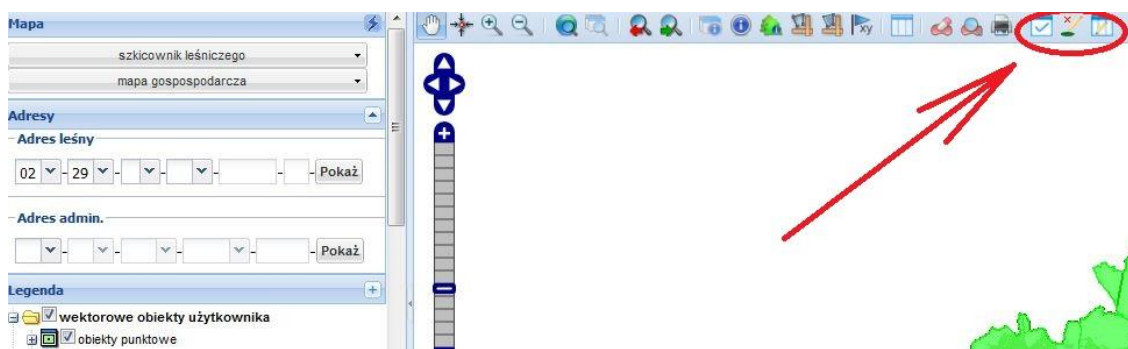 Mapa
szkicownik leśniczego
mapa gospospodarcza
Adresy
Adres leśny
02 - 29 - - - - - Pokaż
Adres admin.
- - - - - Pokaż
Legenda
wektorowe obiekty użytkownika
obiekty punktowe
xy